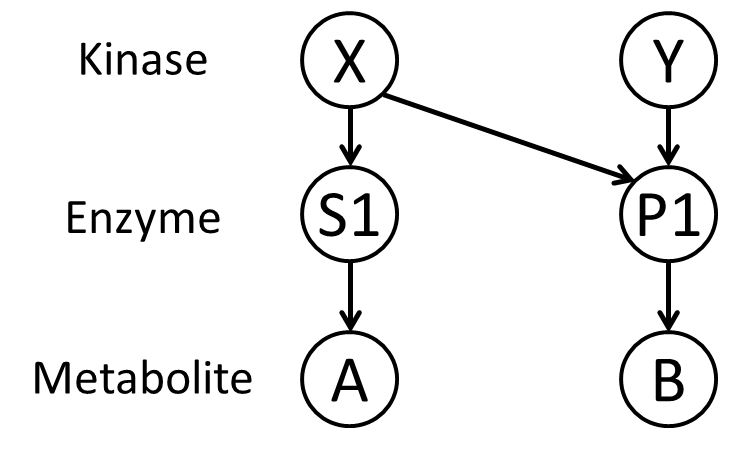 Kinase X Y
Enzyme S1 P1
Metabolite A B